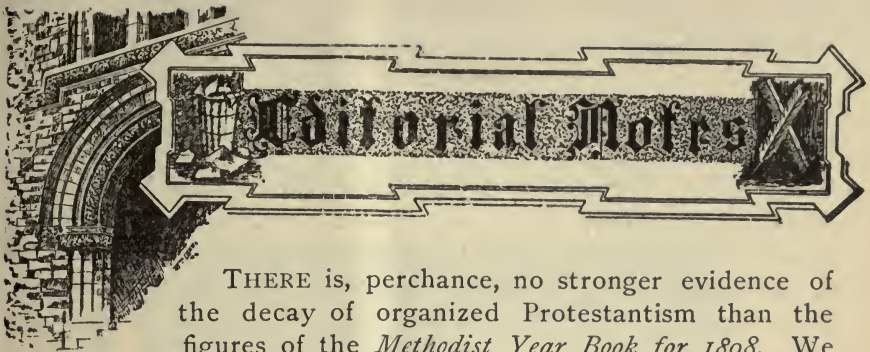 Editorial Notes
THERE is, perchance, no stronger evidence of
the decay of organized Protestantism than the
figures of the Methodist Year Book for 1898. We